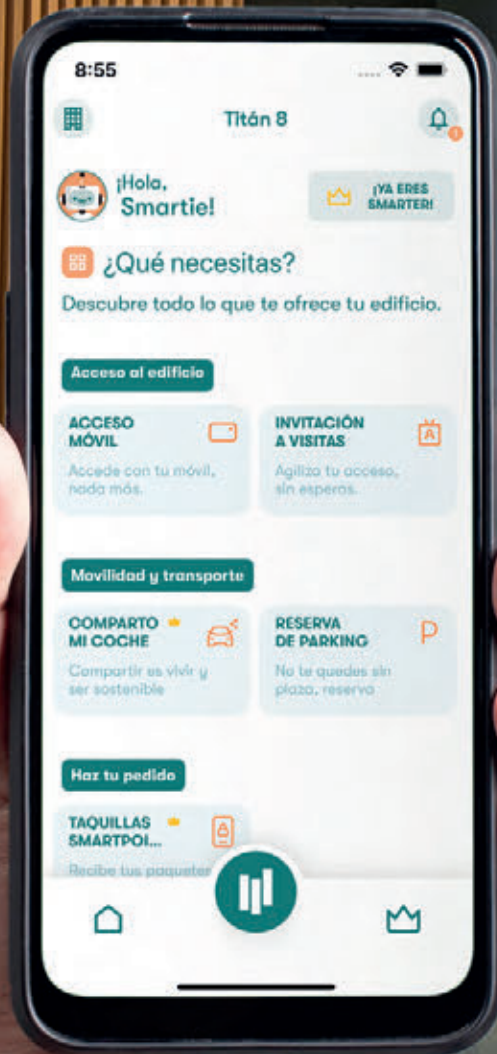 8:55
Titán 8
1
¡Hola,
Smartie!
¡YA ERES
SMARTER!
¿Qué necesitas?
Descubre todo lo que te ofrece tu edificio.
Acceso al edificio
ACCESO
MÓVIL
Accede con tu móvil,
nada más.
INVITACIÓN
A VISITAS
A
Agiliza tu acceso,
sin esperas.
Movilidad y transporte
COMPARTO
MI COCHE
Compartir es vivir y
ser sostenible
RESERVA
DE PARKING
P
No te quedes sin
plaza, reserva
Haz tu pedido
TAQUILLAS
SMARTPOI...
Recibe tus paquetes